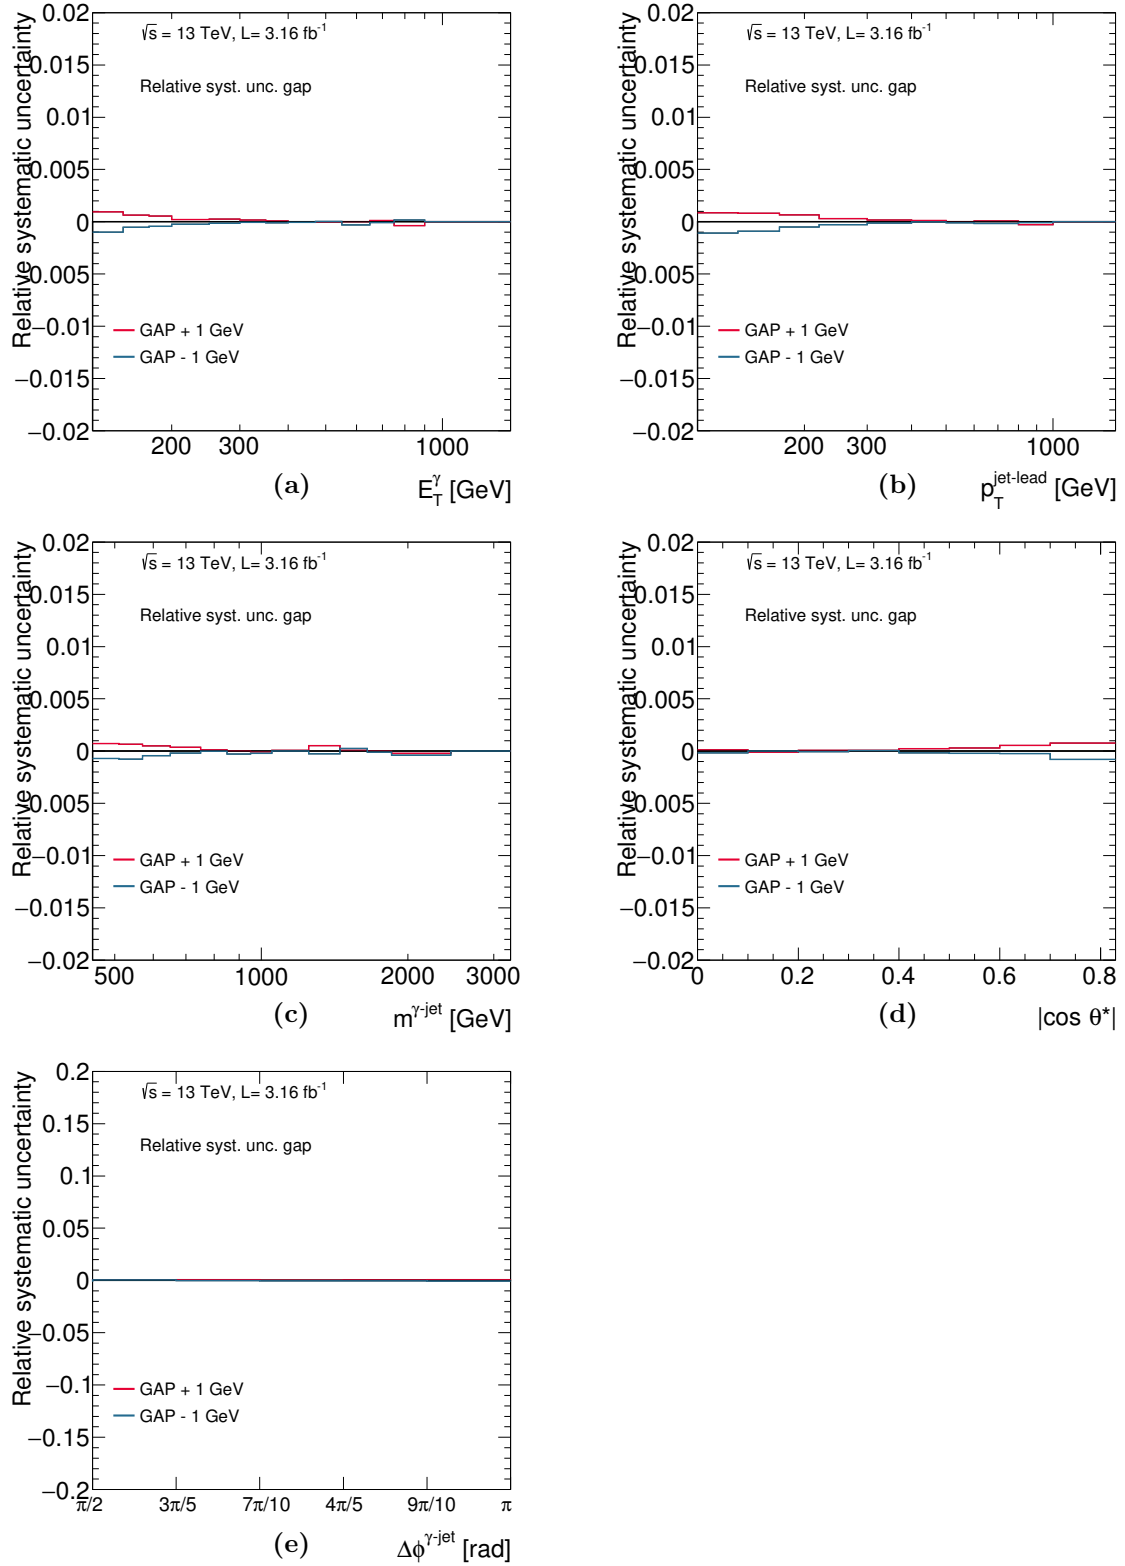 0.02
0.015
0.01
0.005
0
−0.005
−0.01
−0.015
−0.02
Relative systematic uncertainty
√s = 13 TeV, L= 3.16 fb-1
Relative syst. unc. gap
GAP + 1 GeV
GAP - 1 GeV
200 300 1000
(a) E_T^γ [GeV]
0.02
0.015
0.01
0.005
0
−0.005
−0.01
−0.015
−0.02
Relative systematic uncertainty
√s = 13 TeV, L= 3.16 fb-1
Relative syst. unc. gap
GAP + 1 GeV
GAP - 1 GeV
200 300 1000
(b) p_T^jet-lead [GeV]
0.02
0.015
0.01
0.005
0
−0.005
−0.01
−0.015
−0.02
Relative systematic uncertainty
√s = 13 TeV, L= 3.16 fb-1
Relative syst. unc. gap
GAP + 1 GeV
GAP - 1 GeV
500 1000 2000 3000
(c) m^γ-jet [GeV]
0.02
0.015
0.01
0.005
0
−0.005
−0.01
−0.015
−0.02
Relative systematic uncertainty
√s = 13 TeV, L= 3.16 fb-1
Relative syst. unc. gap
GAP + 1 GeV
GAP - 1 GeV
0 0.2 0.4 0.6 0.8
(d) |cos θ*|
0.2
0.15
0.1
0.05
0
−0.05
−0.1
−0.15
−0.2
Relative systematic uncertainty
√s = 13 TeV, L= 3.16 fb-1
Relative syst. unc. gap
GAP + 1 GeV
GAP - 1 GeV
π/2 3π/5 7π/10 4π/5 9π/10 π
(e) Δϕ^γ-jet [rad]